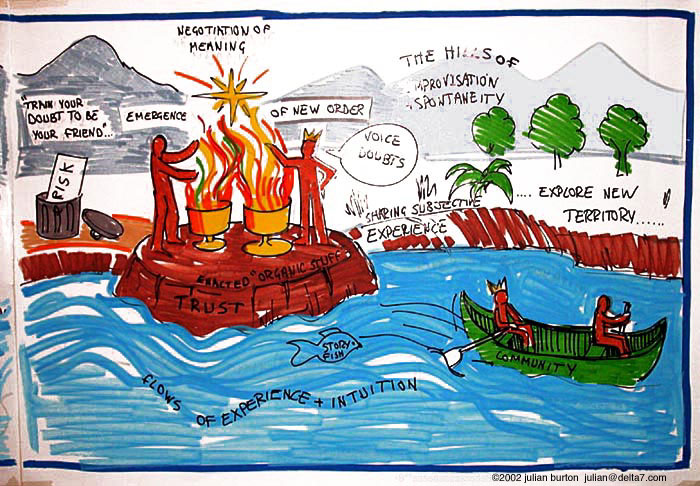 NEGOTIATION OF
MEANING
THE HILLS OF
IMPROVISATION
SPONTANEITY
"TRAIN YOUR
DOUBT TO BE
YOUR FRIEND"...
EMERGENCE
OF NEW ORDER
VOICE
DOUBTS
RISK
.... EXPLORE NEW
TERRITORY......
SHARING SUBJECTIVE
EXPERIENCE
ENACTED "ORGANIC STUFF"
TRUST
STORY
FISH
COMMUNITY
FLOWS OF EXPERIENCE + INTUITION
©2002 julian burton julian@delta7.com